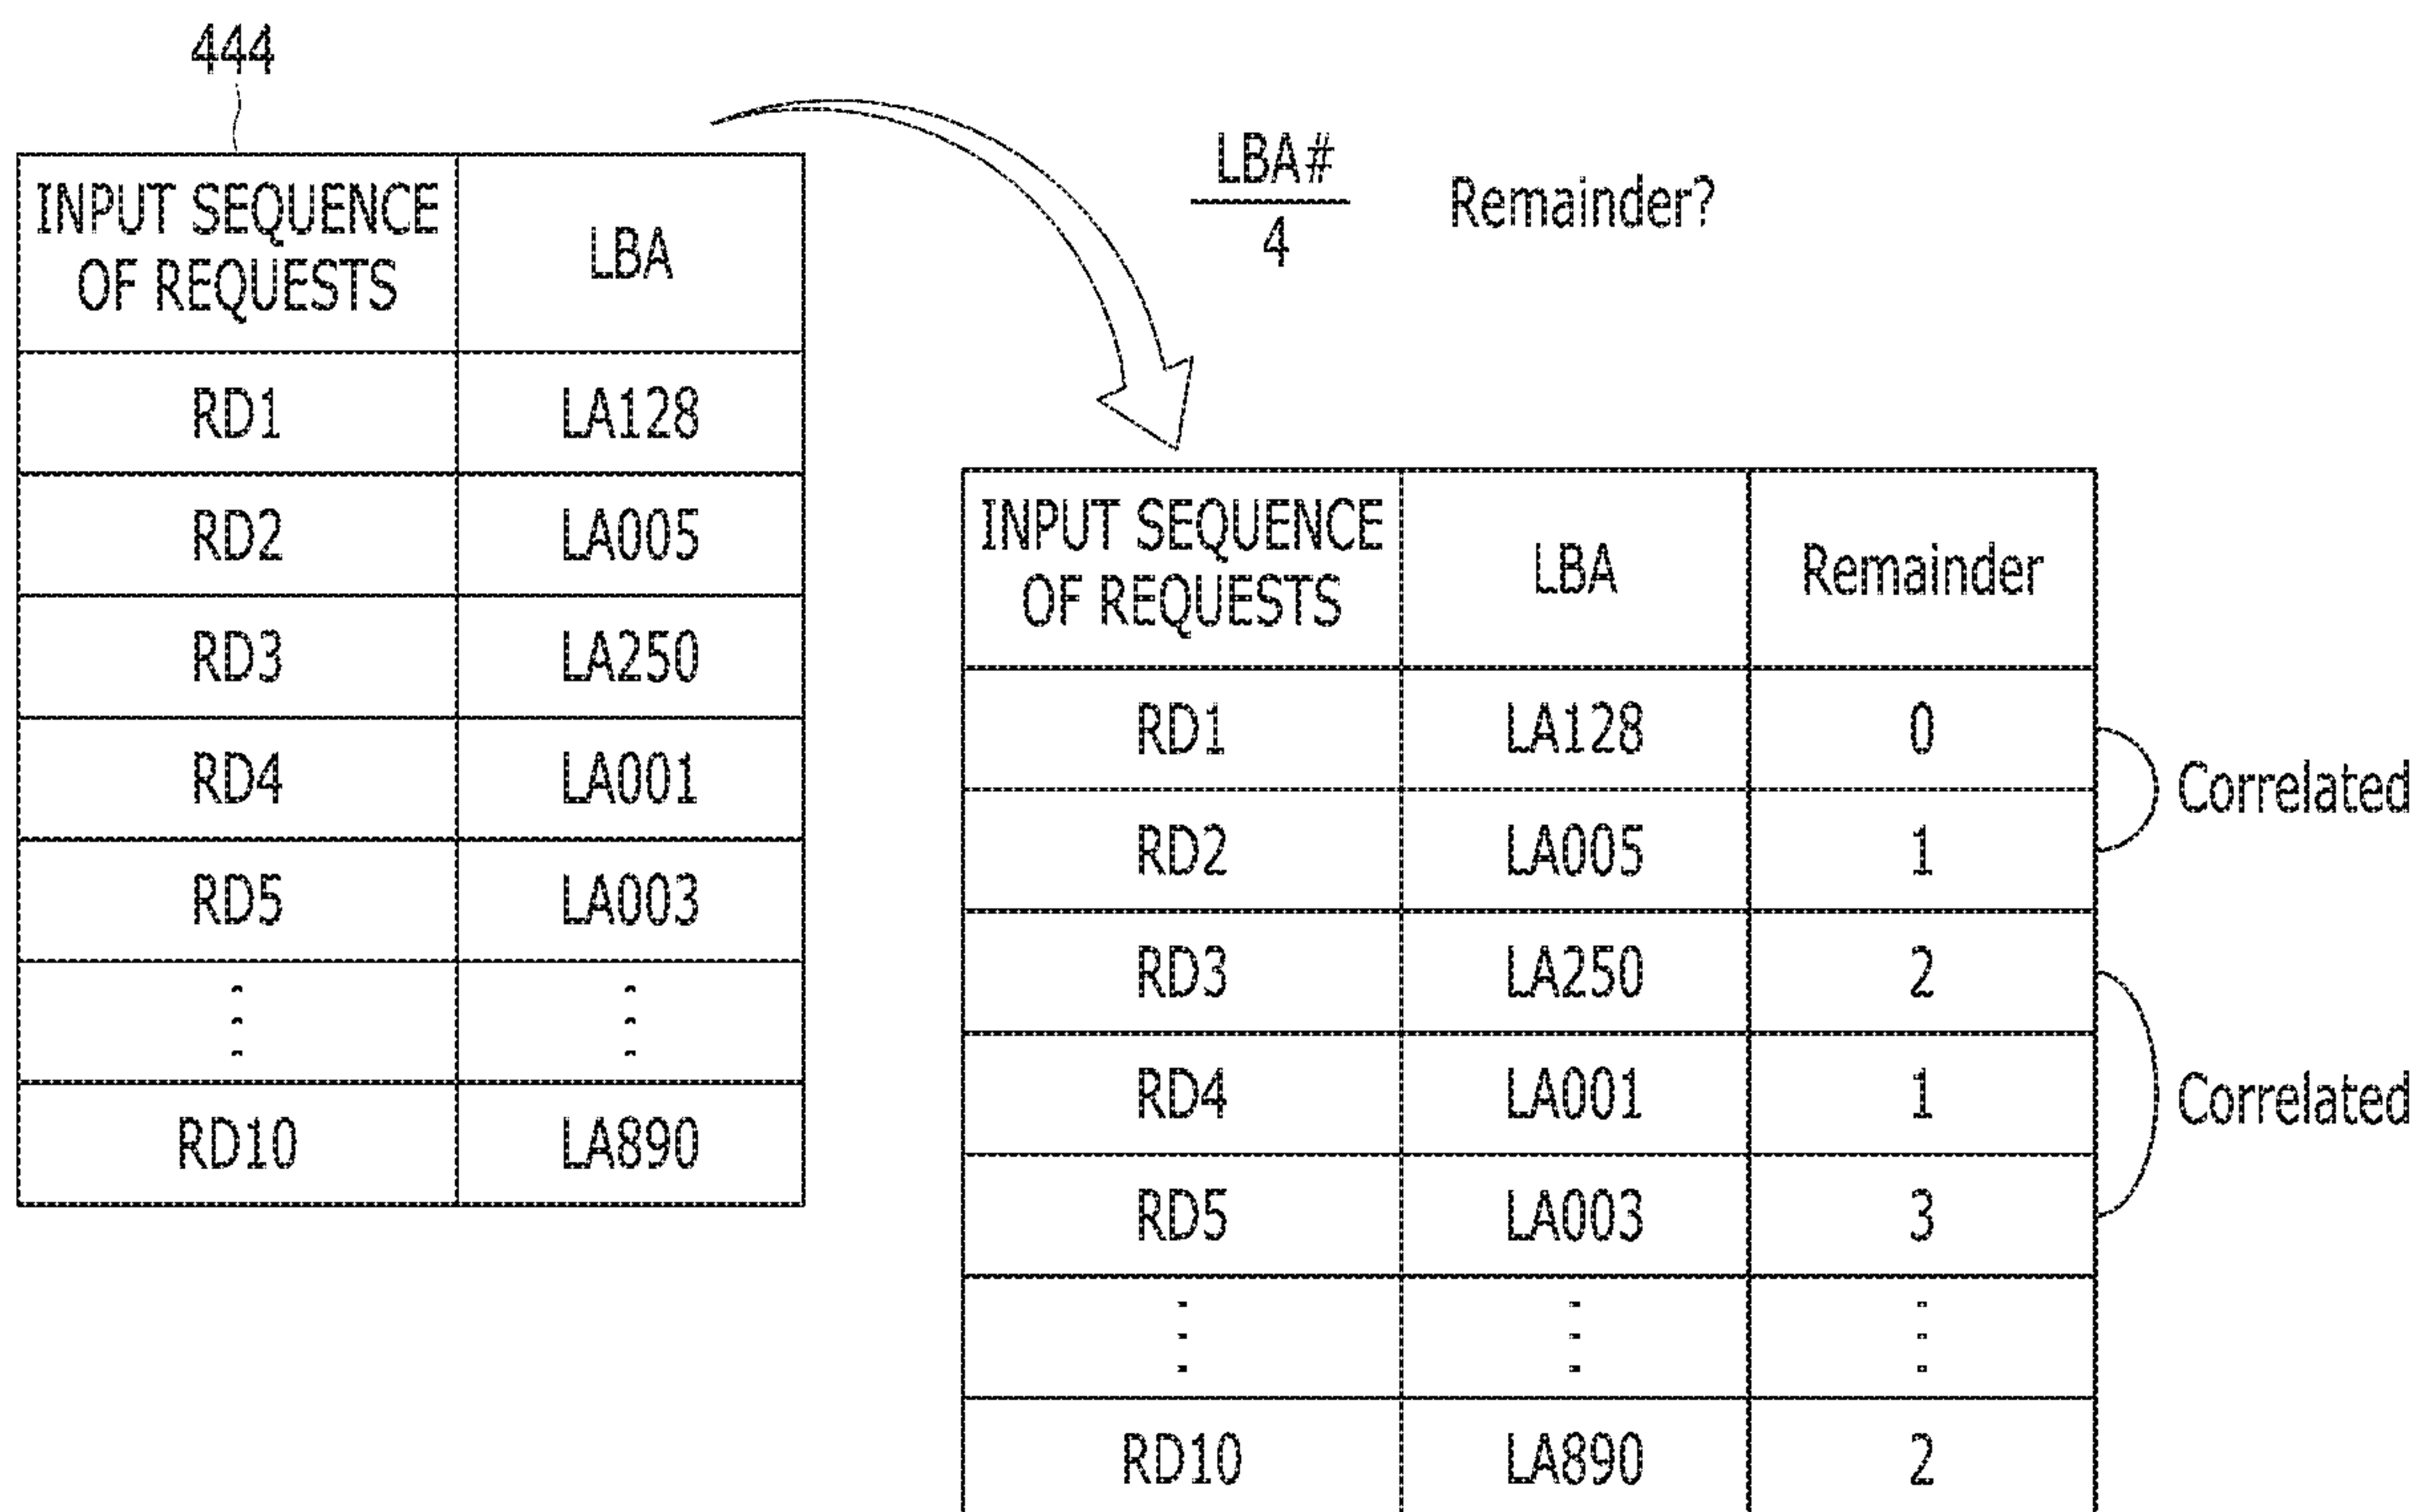 444
INPUT SEQUENCE
OF REQUESTS
LBA
RD1 LA128
RD2 LA005
RD3 LA250
RD4 LA001
RD5 LA003
RD10 LA890
LBA#
4
Remainder?
INPUT SEQUENCE
OF REQUESTS
LBA
Remainder
RD1 LA128 0
RD2 LA005 1
RD3 LA250 2
RD4 LA001 1
RD5 LA003 3
RD10 LA890 2
Correlated
Correlated